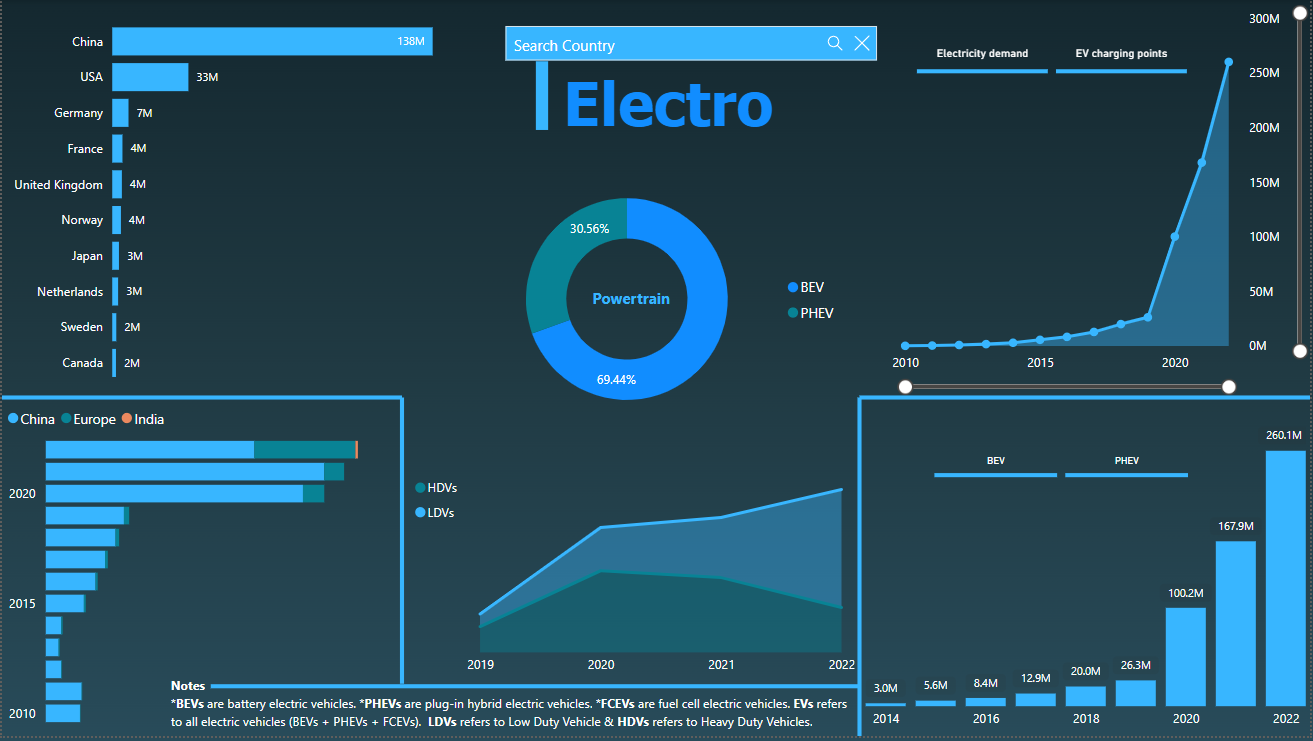 China 138M
USA 33M
Germany 7M
France 4M
United Kingdom 4M
Norway 4M
Japan 3M
Netherlands 3M
Sweden 2M
Canada 2M
Search Country
Electro
30.56%
Powertrain
69.44%
BEV
PHEV
Electricity demand EV charging points
300M
250M
200M
150M
100M
50M
0M
2010 2015 2020
China Europe India
2020
2015
2010
HDVs
LDVs
2019 2020 2021 2022
BEV PHEV
3.0M 5.6M 8.4M 12.9M 20.0M 26.3M 100.2M 167.9M 260.1M
2014 2016 2018 2020 2022
Notes
*BEVs are battery electric vehicles. *PHEVs are plug-in hybrid electric vehicles. *FCEVs are fuel cell electric vehicles. EVs refers
to all electric vehicles (BEVs + PHEVs + FCEVs). LDVs refers to Low Duty Vehicle & HDVs refers to Heavy Duty Vehicles.